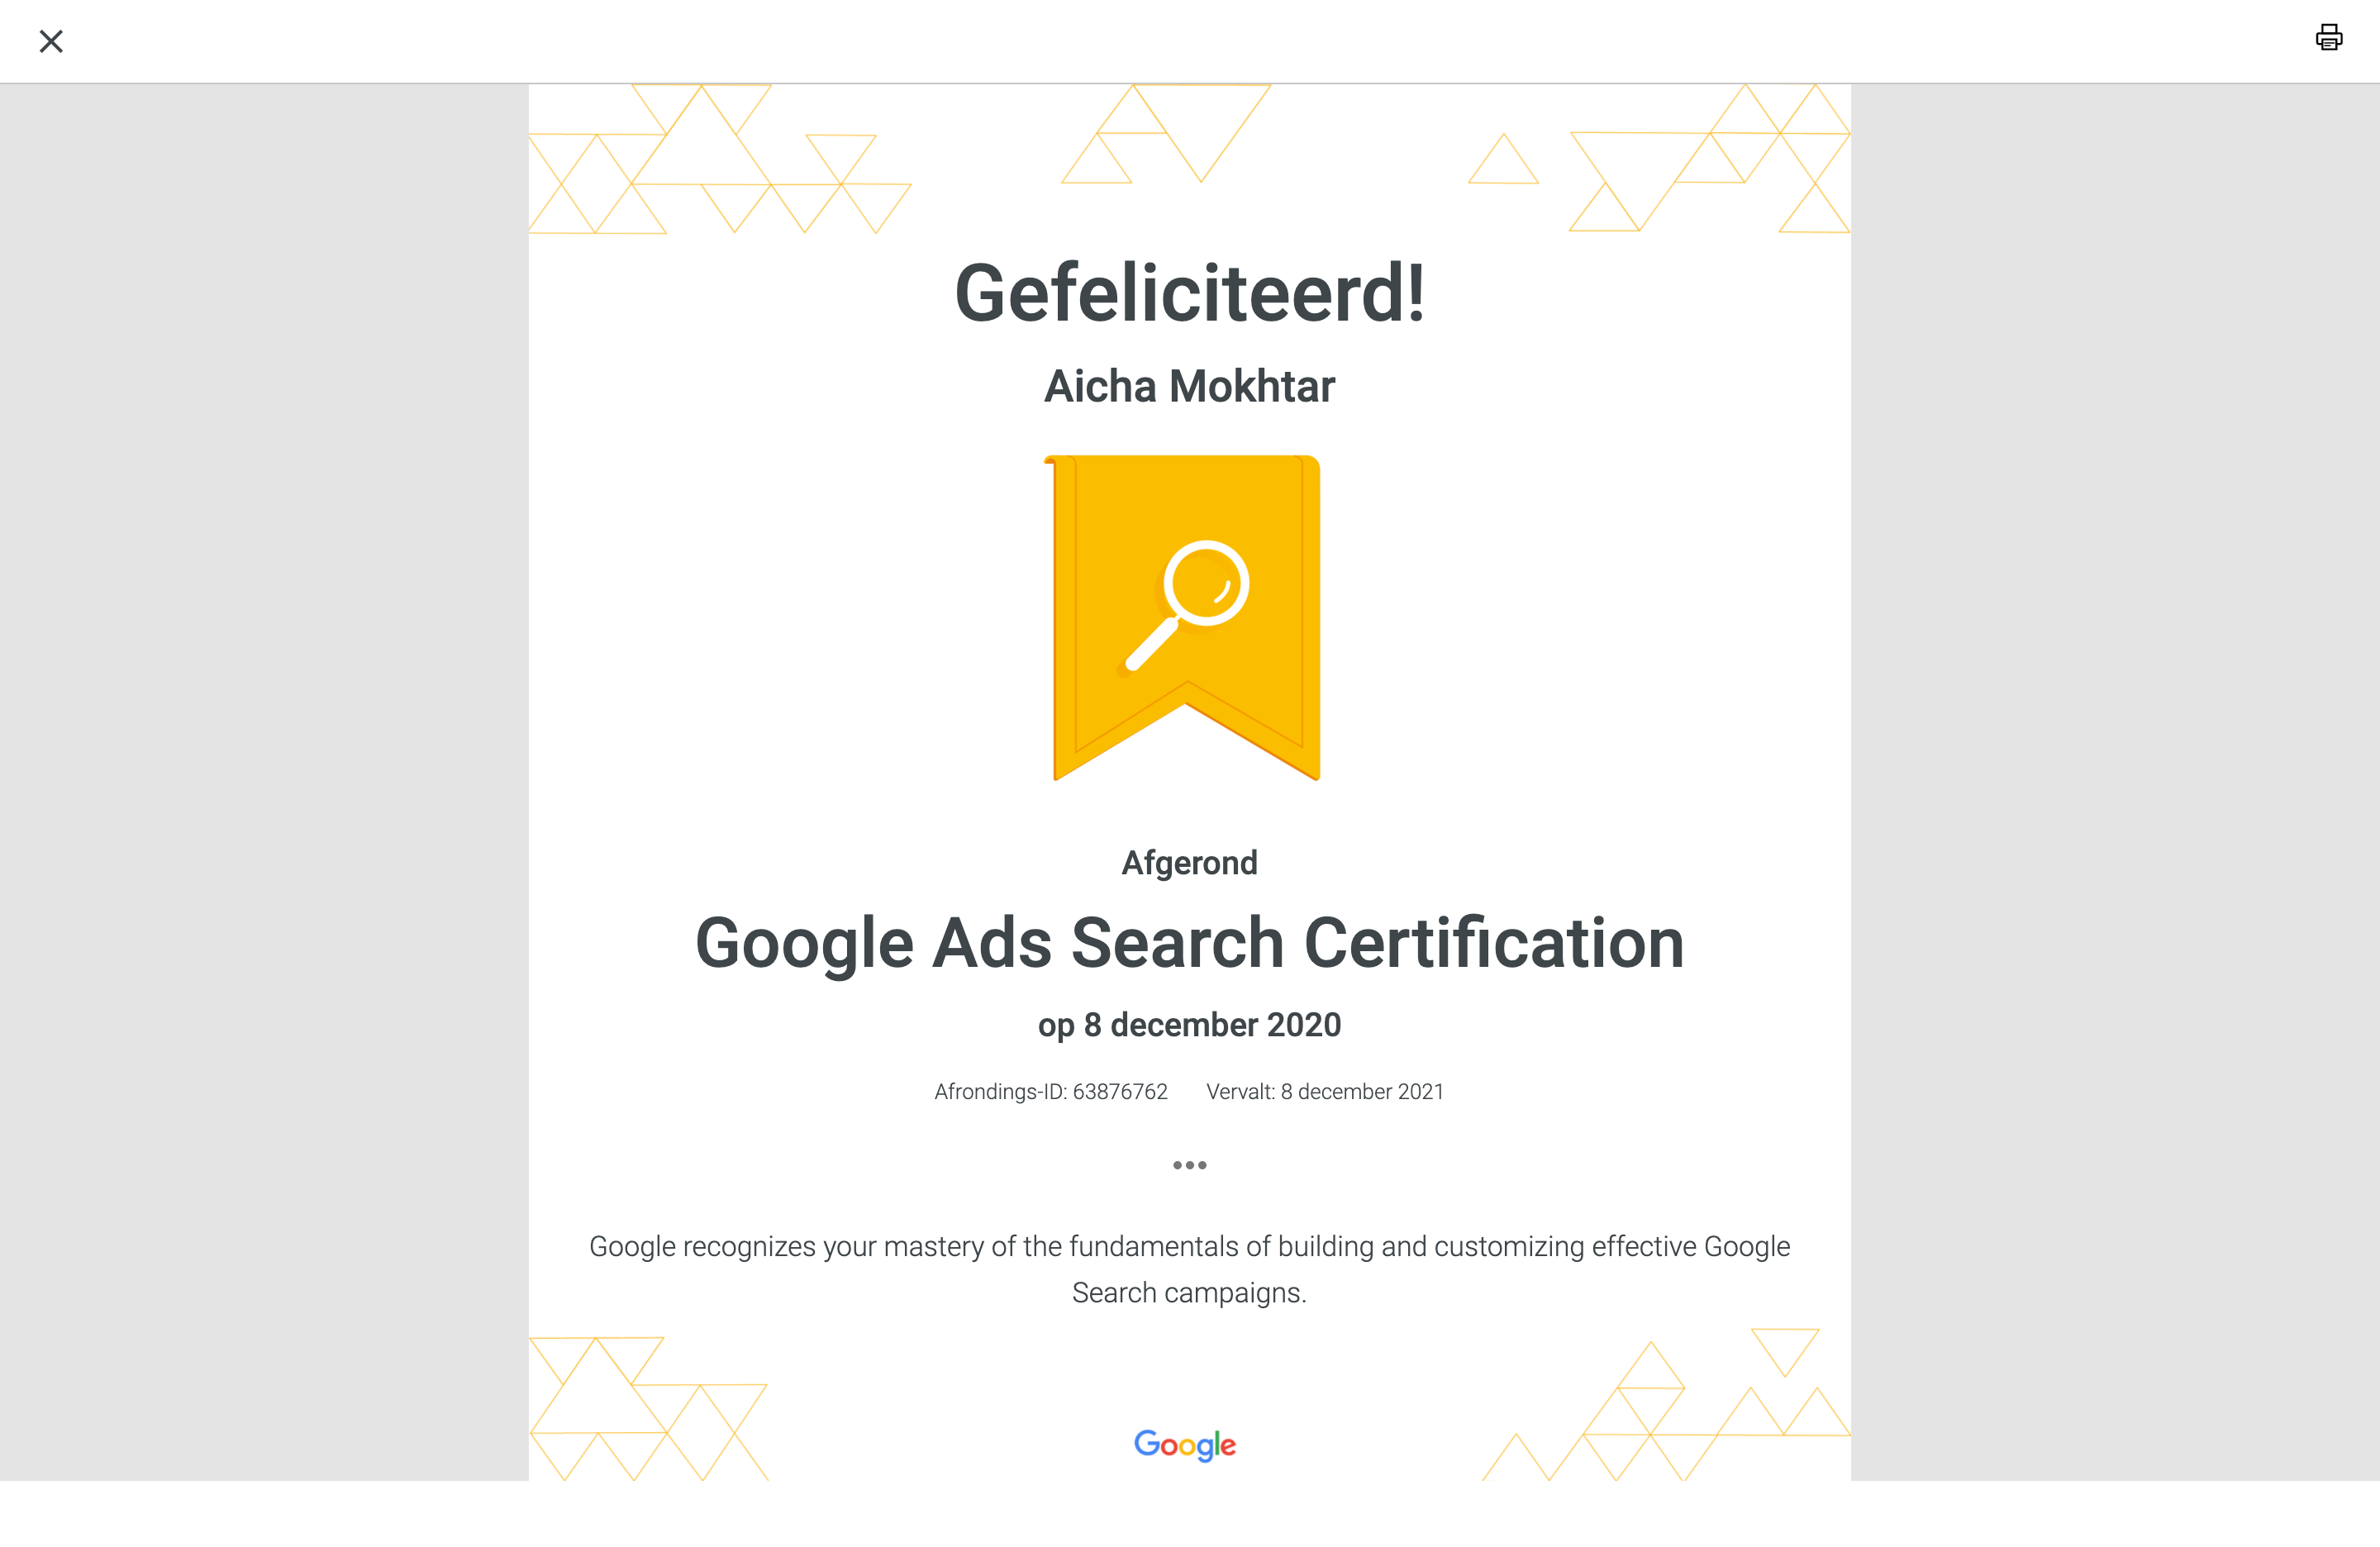 Gefeliciteerd!
Aicha Mokhtar
Afgerond
Google Ads Search Certification
op 8 december 2020
Afrondings-ID: 63876762 Vervalt: 8 december 2021
Google recognizes your mastery of the fundamentals of building and customizing effective Google
Search campaigns.
Google